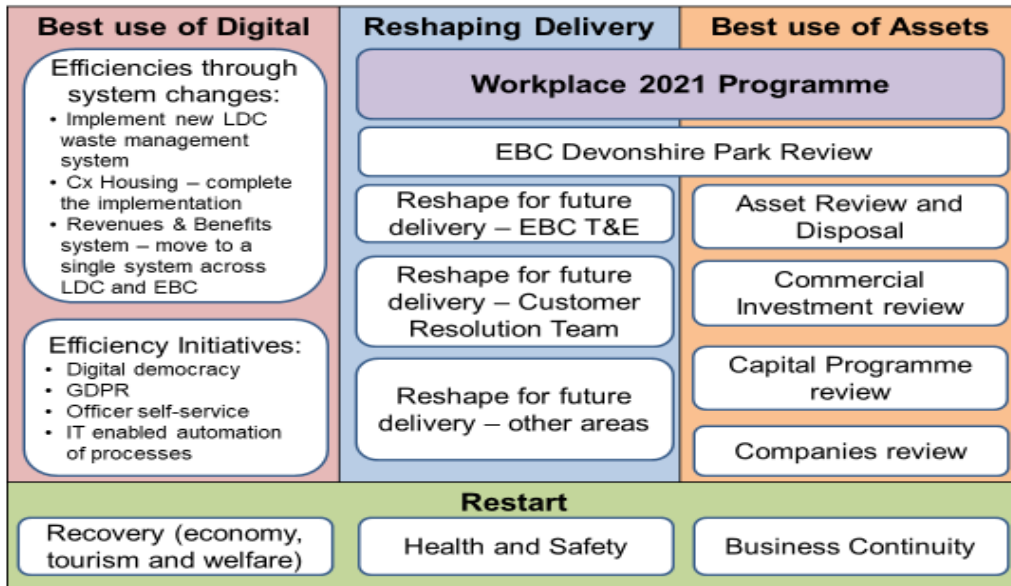 Best use of Digital
Efficiencies through
system changes:
• Implement new LDC
waste management
system
• Cx Housing – complete
the implementation
• Revenues & Benefits
system – move to a
single system across
LDC and EBC
Efficiency Initiatives:
• Digital democracy
• GDPR
• Officer self-service
• IT enabled automation
of processes
Reshaping Delivery
Best use of Assets
Workplace 2021 Programme
EBC Devonshire Park Review
Reshape for future
delivery – EBC T&E
Reshape for future
delivery – Customer
Resolution Team
Reshape for future
delivery – other areas
Asset Review and
Disposal
Commercial
Investment review
Capital Programme
review
Companies review
Restart
Recovery (economy,
tourism and welfare)
Health and Safety
Business Continuity